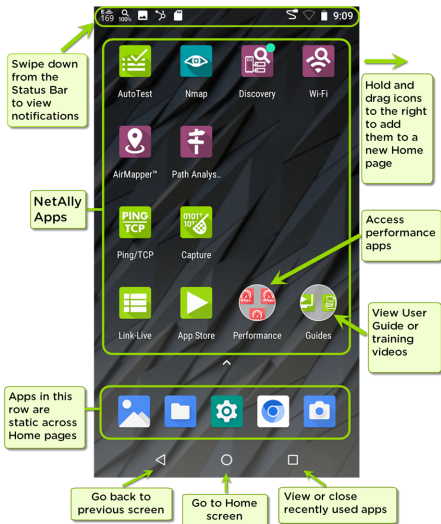 169 100% 9:09
Swipe down
from the
Status Bar
to view
notifications
AutoTest Nmap Discovery Wi-Fi
Hold and
drag icons
to the right
to add
them to a
new Home
page
AirMapper™ Path Analys..
NetAlly
Apps
PING
TCP
Ping/TCP Capture
Access
performance
apps
Link-Live App Store Performance Guides
View User
Guide or
training
videos
Apps in this
row are
static across
Home pages
Go back to
previous screen
Go to Home
screen
View or close
recently used apps